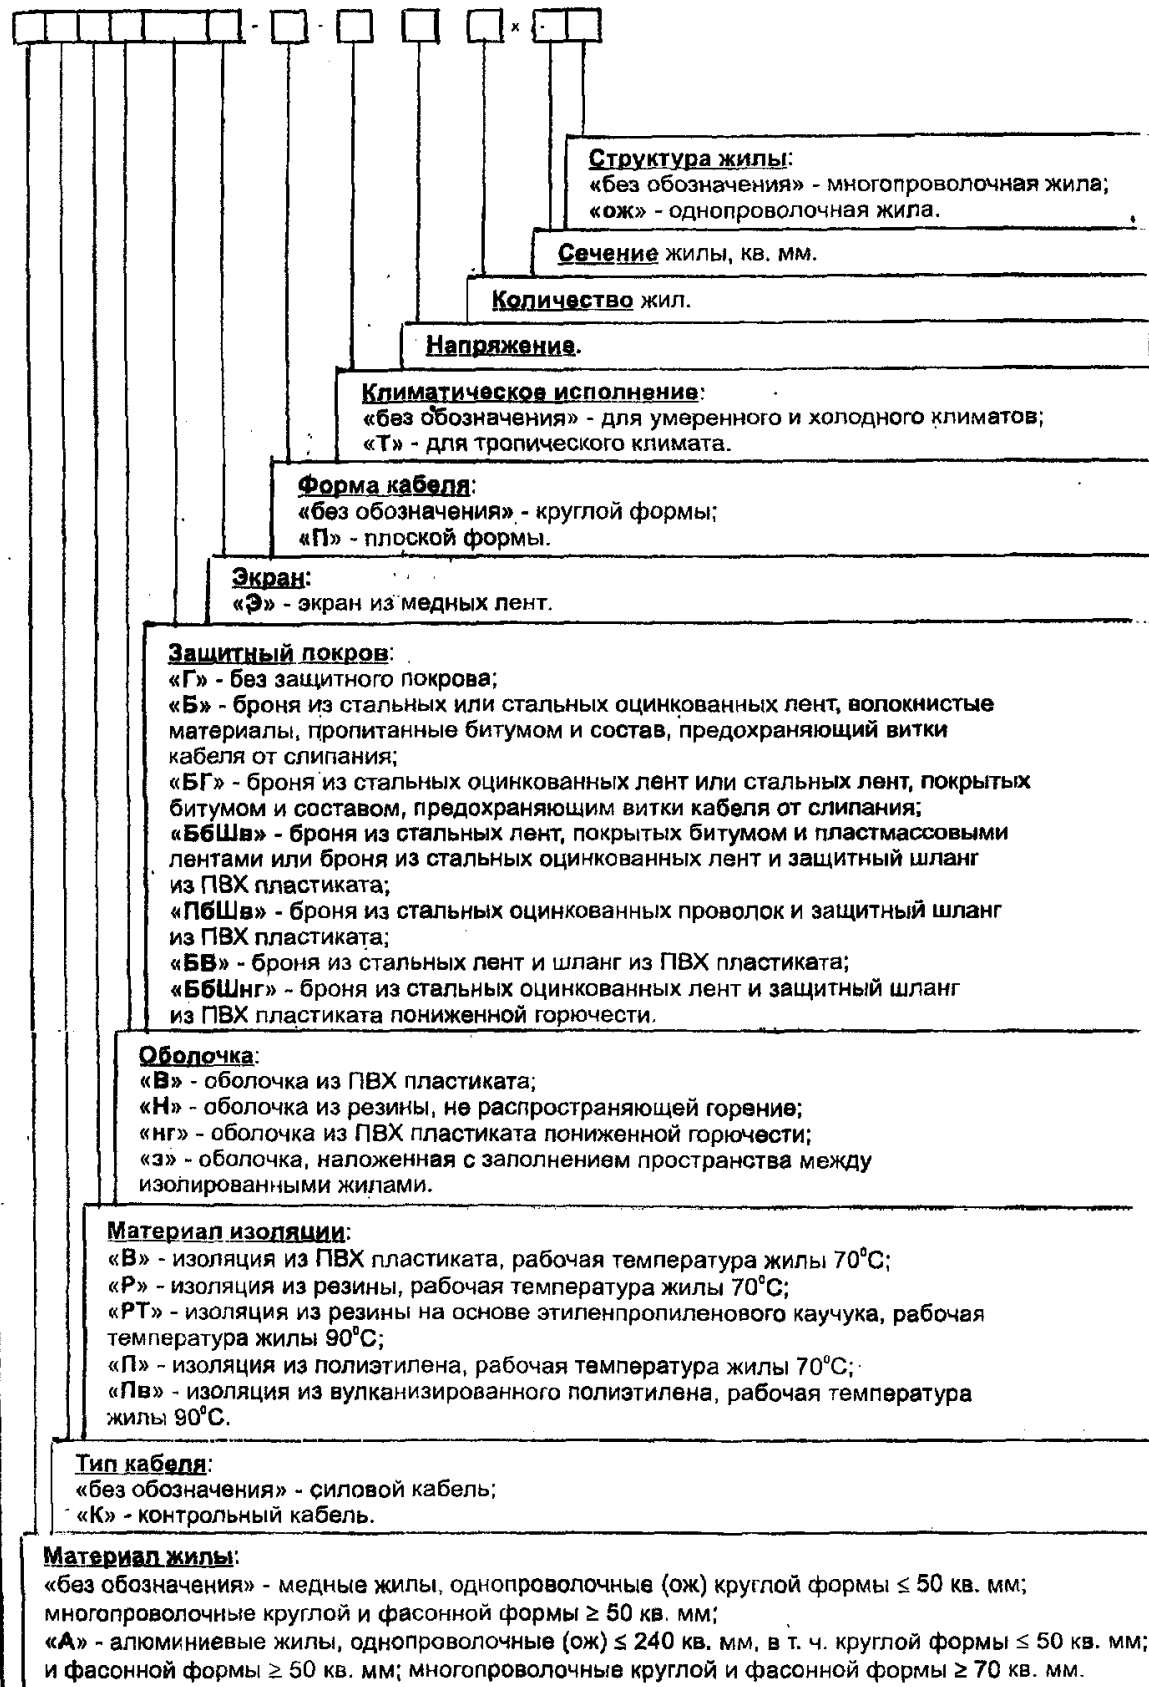 - - х
Структура жилы:
«без обозначения» - многопроволочная жила;
«ож» - однопроволочная жила.
Сечение жилы, кв. мм.
Количество жил.
Напряжение.
Климатическое исполнение:
«без обозначения» - для умеренного и холодного климатов;
«Т» - для тропического климата.
Форма кабеля:
«без обозначения» - круглой формы;
«П» - плоской формы.
Экран:
«Э» - экран из медных лент.
Защитный покров:
«Г» - без защитного покрова;
«Б» - броня из стальных или стальных оцинкованных лент, волокнистые
материалы, пропитанные битумом и состав, предохраняющий витки
кабеля от слипания;
«БГ» - броня из стальных оцинкованных лент или стальных лент, покрытых
битумом и составом, предохраняющим витки кабеля от слипания;
«БбШв» - броня из стальных лент, покрытых битумом и пластмассовыми
лентами или броня из стальных оцинкованных лент и защитный шланг
из ПВХ пластиката;
«ПбШв» - броня из стальных оцинкованных проволок и защитный шланг
из ПВХ пластиката;
«БВ» - броня из стальных лент и шланг из ПВХ пластиката;
«БбШнг» - броня из стальных оцинкованных лент и защитный шланг
из ПВХ пластиката пониженной горючести.
Оболочка:
«В» - оболочка из ПВХ пластиката;
«Н» - оболочка из резины, не распространяющей горение;
«нг» - оболочка из ПВХ пластиката пониженной горючести;
«з» - оболочка, наложенная с заполнением пространства между
изолированными жилами.
Материал изоляции:
«В» - изоляция из ПВХ пластиката, рабочая температура жилы 70⁰С;
«Р» - изоляция из резины, рабочая температура жилы 70⁰С;
«РТ» - изоляция из резины на основе этиленпропиленового каучука, рабочая
температура жилы 90⁰С;
«П» - изоляция из полиэтилена, рабочая температура жилы 70⁰С;
«Пв» - изоляция из вулканизированного полиэтилена, рабочая температура
жилы 90⁰С.
Тип кабеля:
«без обозначения» - силовой кабель;
«К» - контрольный кабель.
Материал жилы:
«без обозначения» - медные жилы, однопроволочные (ож) круглой формы ≤ 50 кв. мм;
многопроволочные круглой и фасонной формы ≥ 50 кв. мм;
«А» - алюминиевые жилы, однопроволочные (ож) ≤ 240 кв. мм, в т. ч. круглой формы ≤ 50 кв. мм;
и фасонной формы ≥ 50 кв. мм; многопроволочные круглой и фасонной формы ≥ 70 кв. мм.